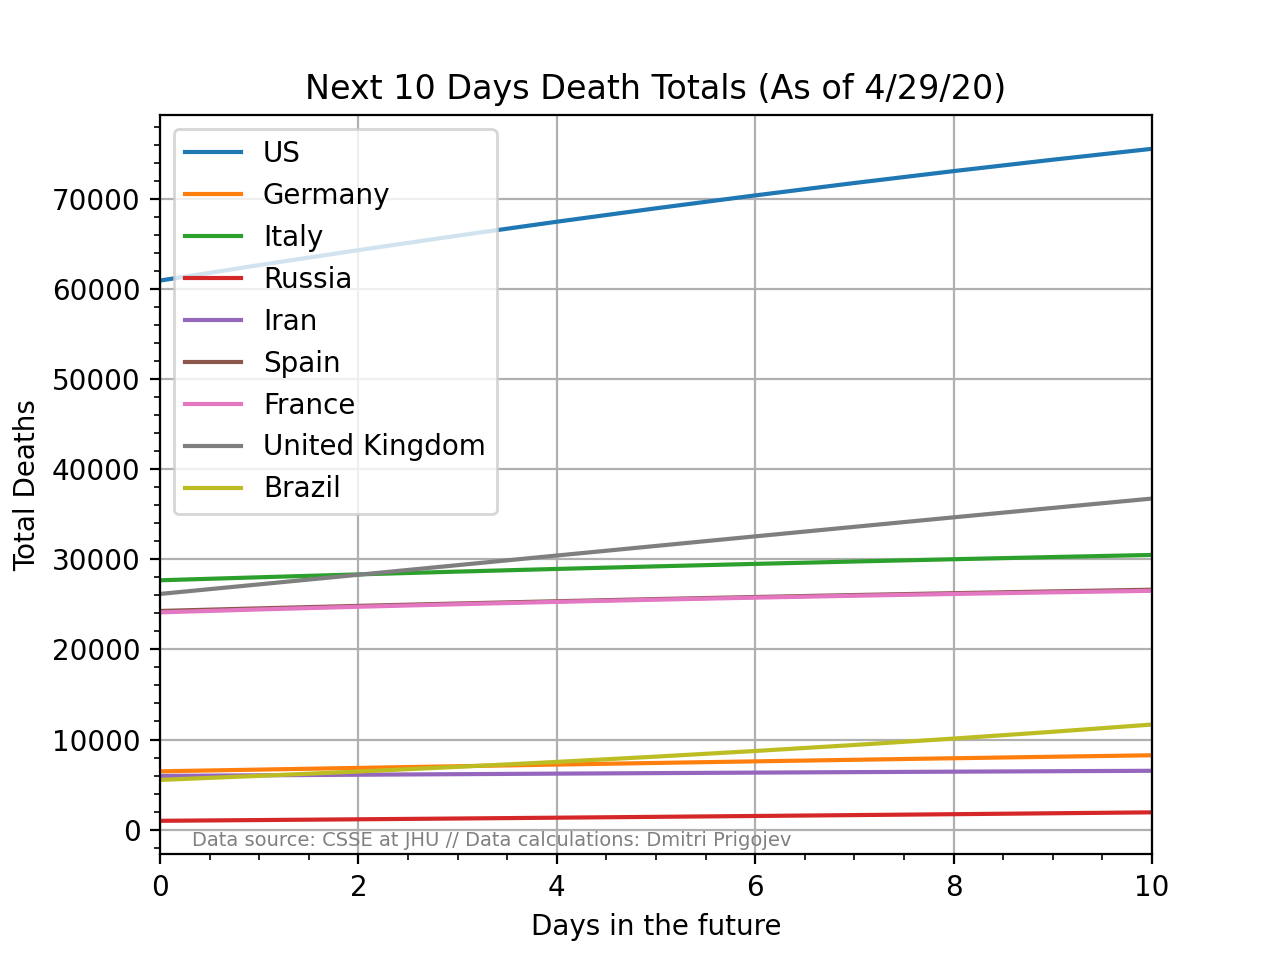 Next 10 Days Death Totals (As of 4/29/20)
US
Germany
Italy
Russia
Iran
Spain
France
United Kingdom
Brazil
70000
60000
50000
40000
30000
20000
10000
0
Total Deaths
Data source: CSSE at JHU // Data calculations: Dmitri Prigojev
0 2 4 6 8 10
Days in the future